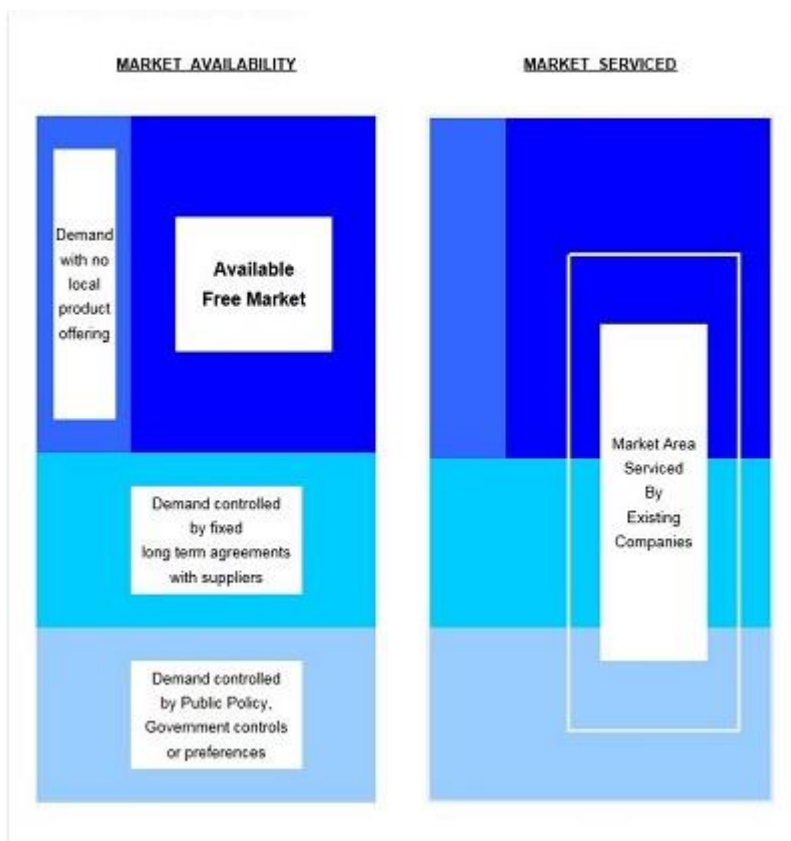 MARKET AVAILABILITY
MARKET SERVICED
Demand
with no
local
product
offering
Available
Free Market
Demand controlled
by fixed
long term agreements
with suppliers
Demand controlled
by Public Policy,
Government controls
or preferences
Market Area
Serviced
By
Existing
Companies